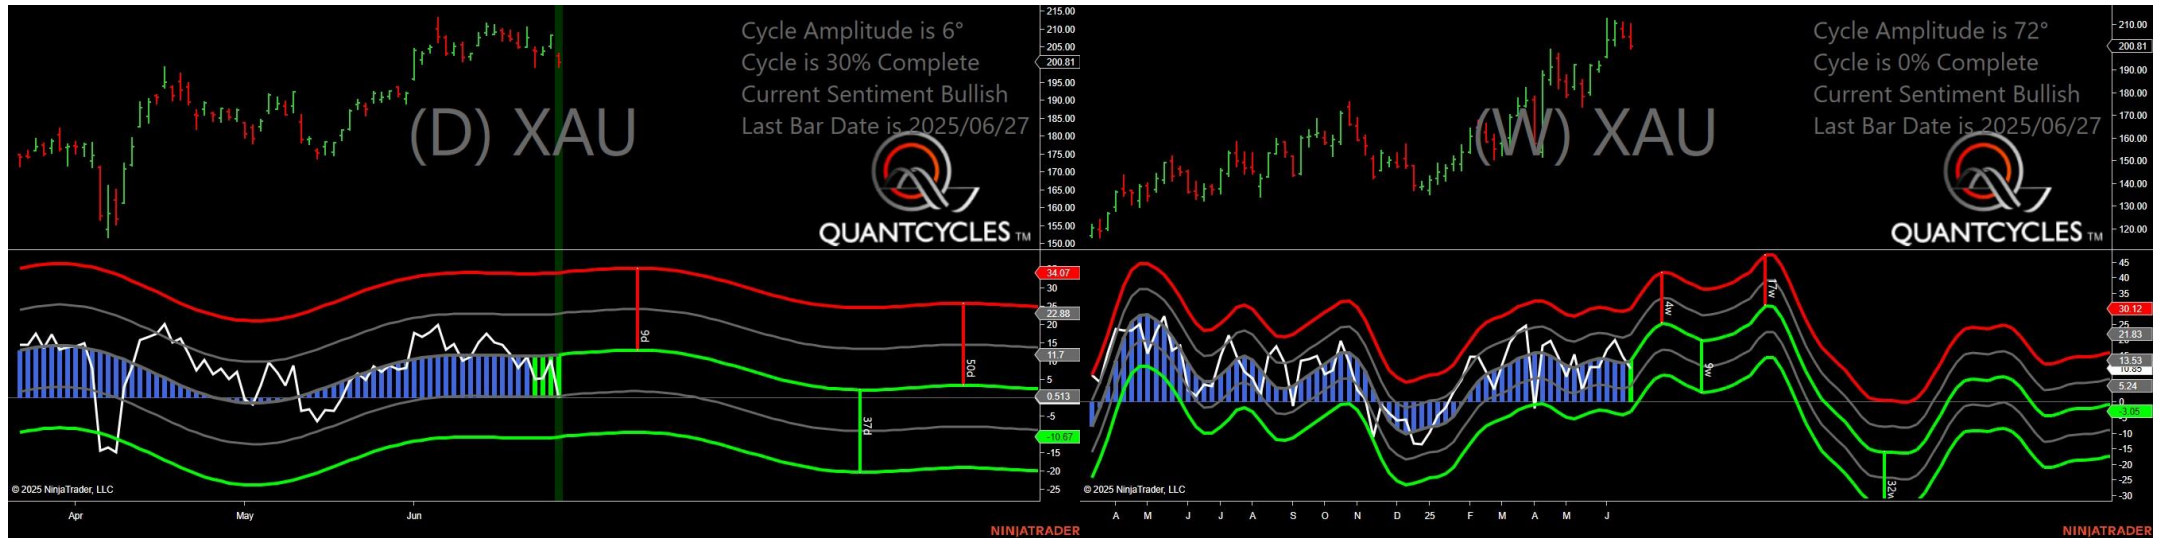 215.00
210.00
205.00
200.81
195.00
190.00
185.00
180.00
175.00
170.00
165.00
160.00
155.00
150.00
Cycle Amplitude is 6°
Cycle is 30% Complete
Current Sentiment Bullish
Last Bar Date is 2025/06/27
(D) XAU
QUANTCYCLES TM
34.07
30
25
22.88
20
15
11.7
5
0.513
-5
-10.67
-15
-20
-25
9d
37d
50d
© 2025 NinjaTrader, LLC
Apr May Jun
NINJATRADER
210.00
200.81
190.00
180.00
170.00
160.00
150.00
140.00
130.00
120.00
Cycle Amplitude is 72°
Cycle is 0% Complete
Current Sentiment Bullish
Last Bar Date is 2025/06/27
(W) XAU
QUANTCYCLES TM
45
40
35
30.12
25
21.83
13.53
10.85
5.24
0
-3.05
-10
-15
-20
-25
-30
4w
9w
17w
32w
© 2025 NinjaTrader, LLC
A M J J A S O N D 25 F M A M J
NINJATRADER